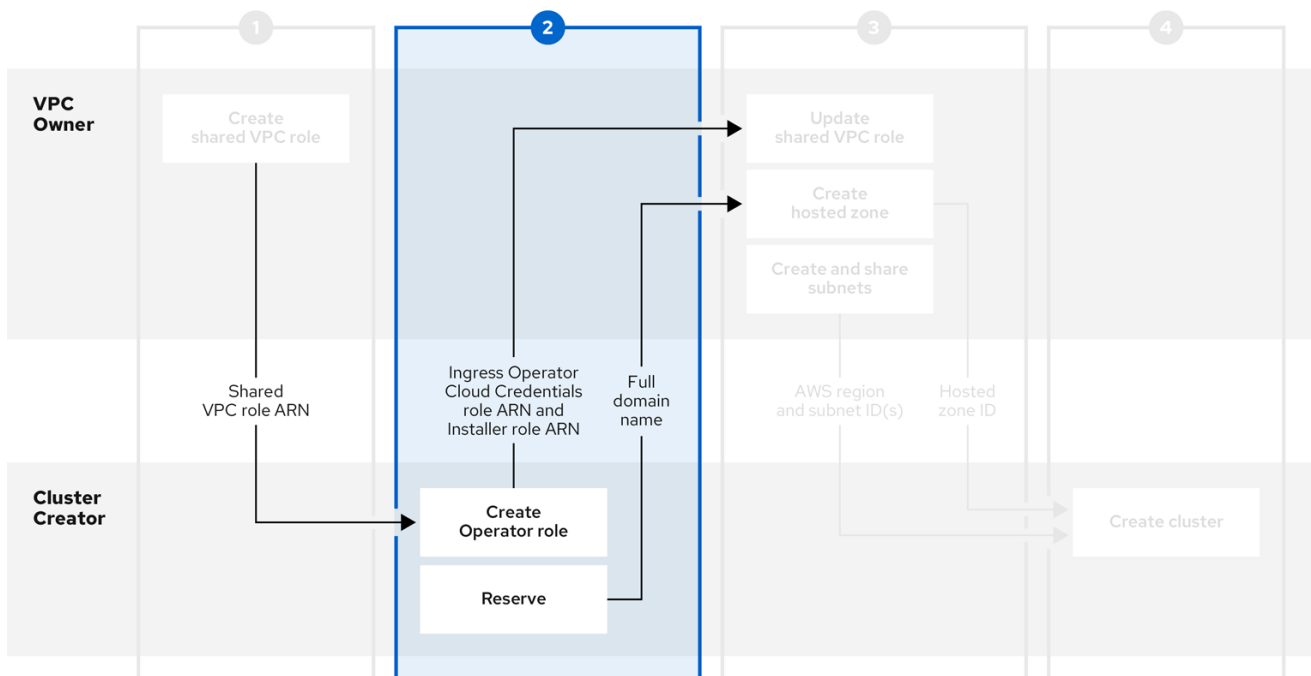 1
2
3
4
VPC
Owner
Create
shared VPC role
Update
shared VPC role
Create
hosted zone
Create and share
subnets
Shared
VPC role ARN
Ingress Operator
Cloud Credentials
role ARN and
Installer role ARN
Full
domain
name
AWS region
and subnet ID(s)
Hosted
zone ID
Cluster
Creator
Create
Operator role
Reserve
Create cluster